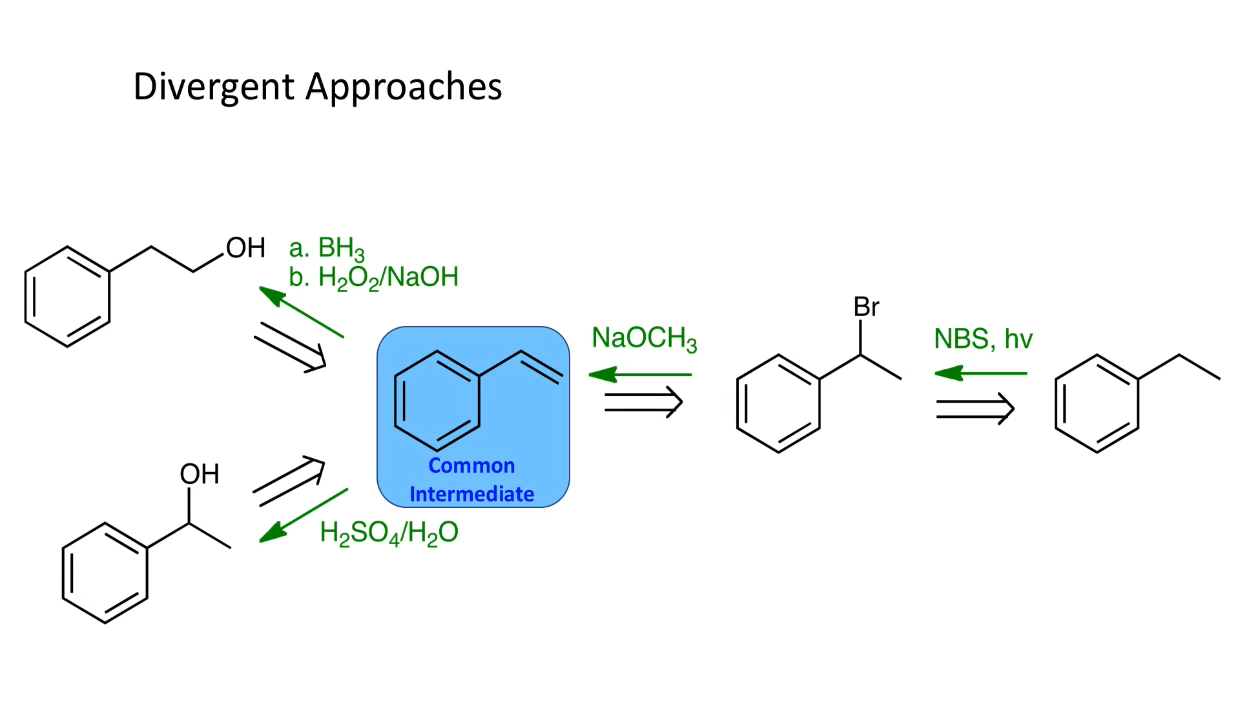 Divergent Approaches
OH
a. BH₃
b. H₂O₂/NaOH
Br
NaOCH₃
NBS, hv
Common
Intermediate
OH
H₂SO₄/H₂O